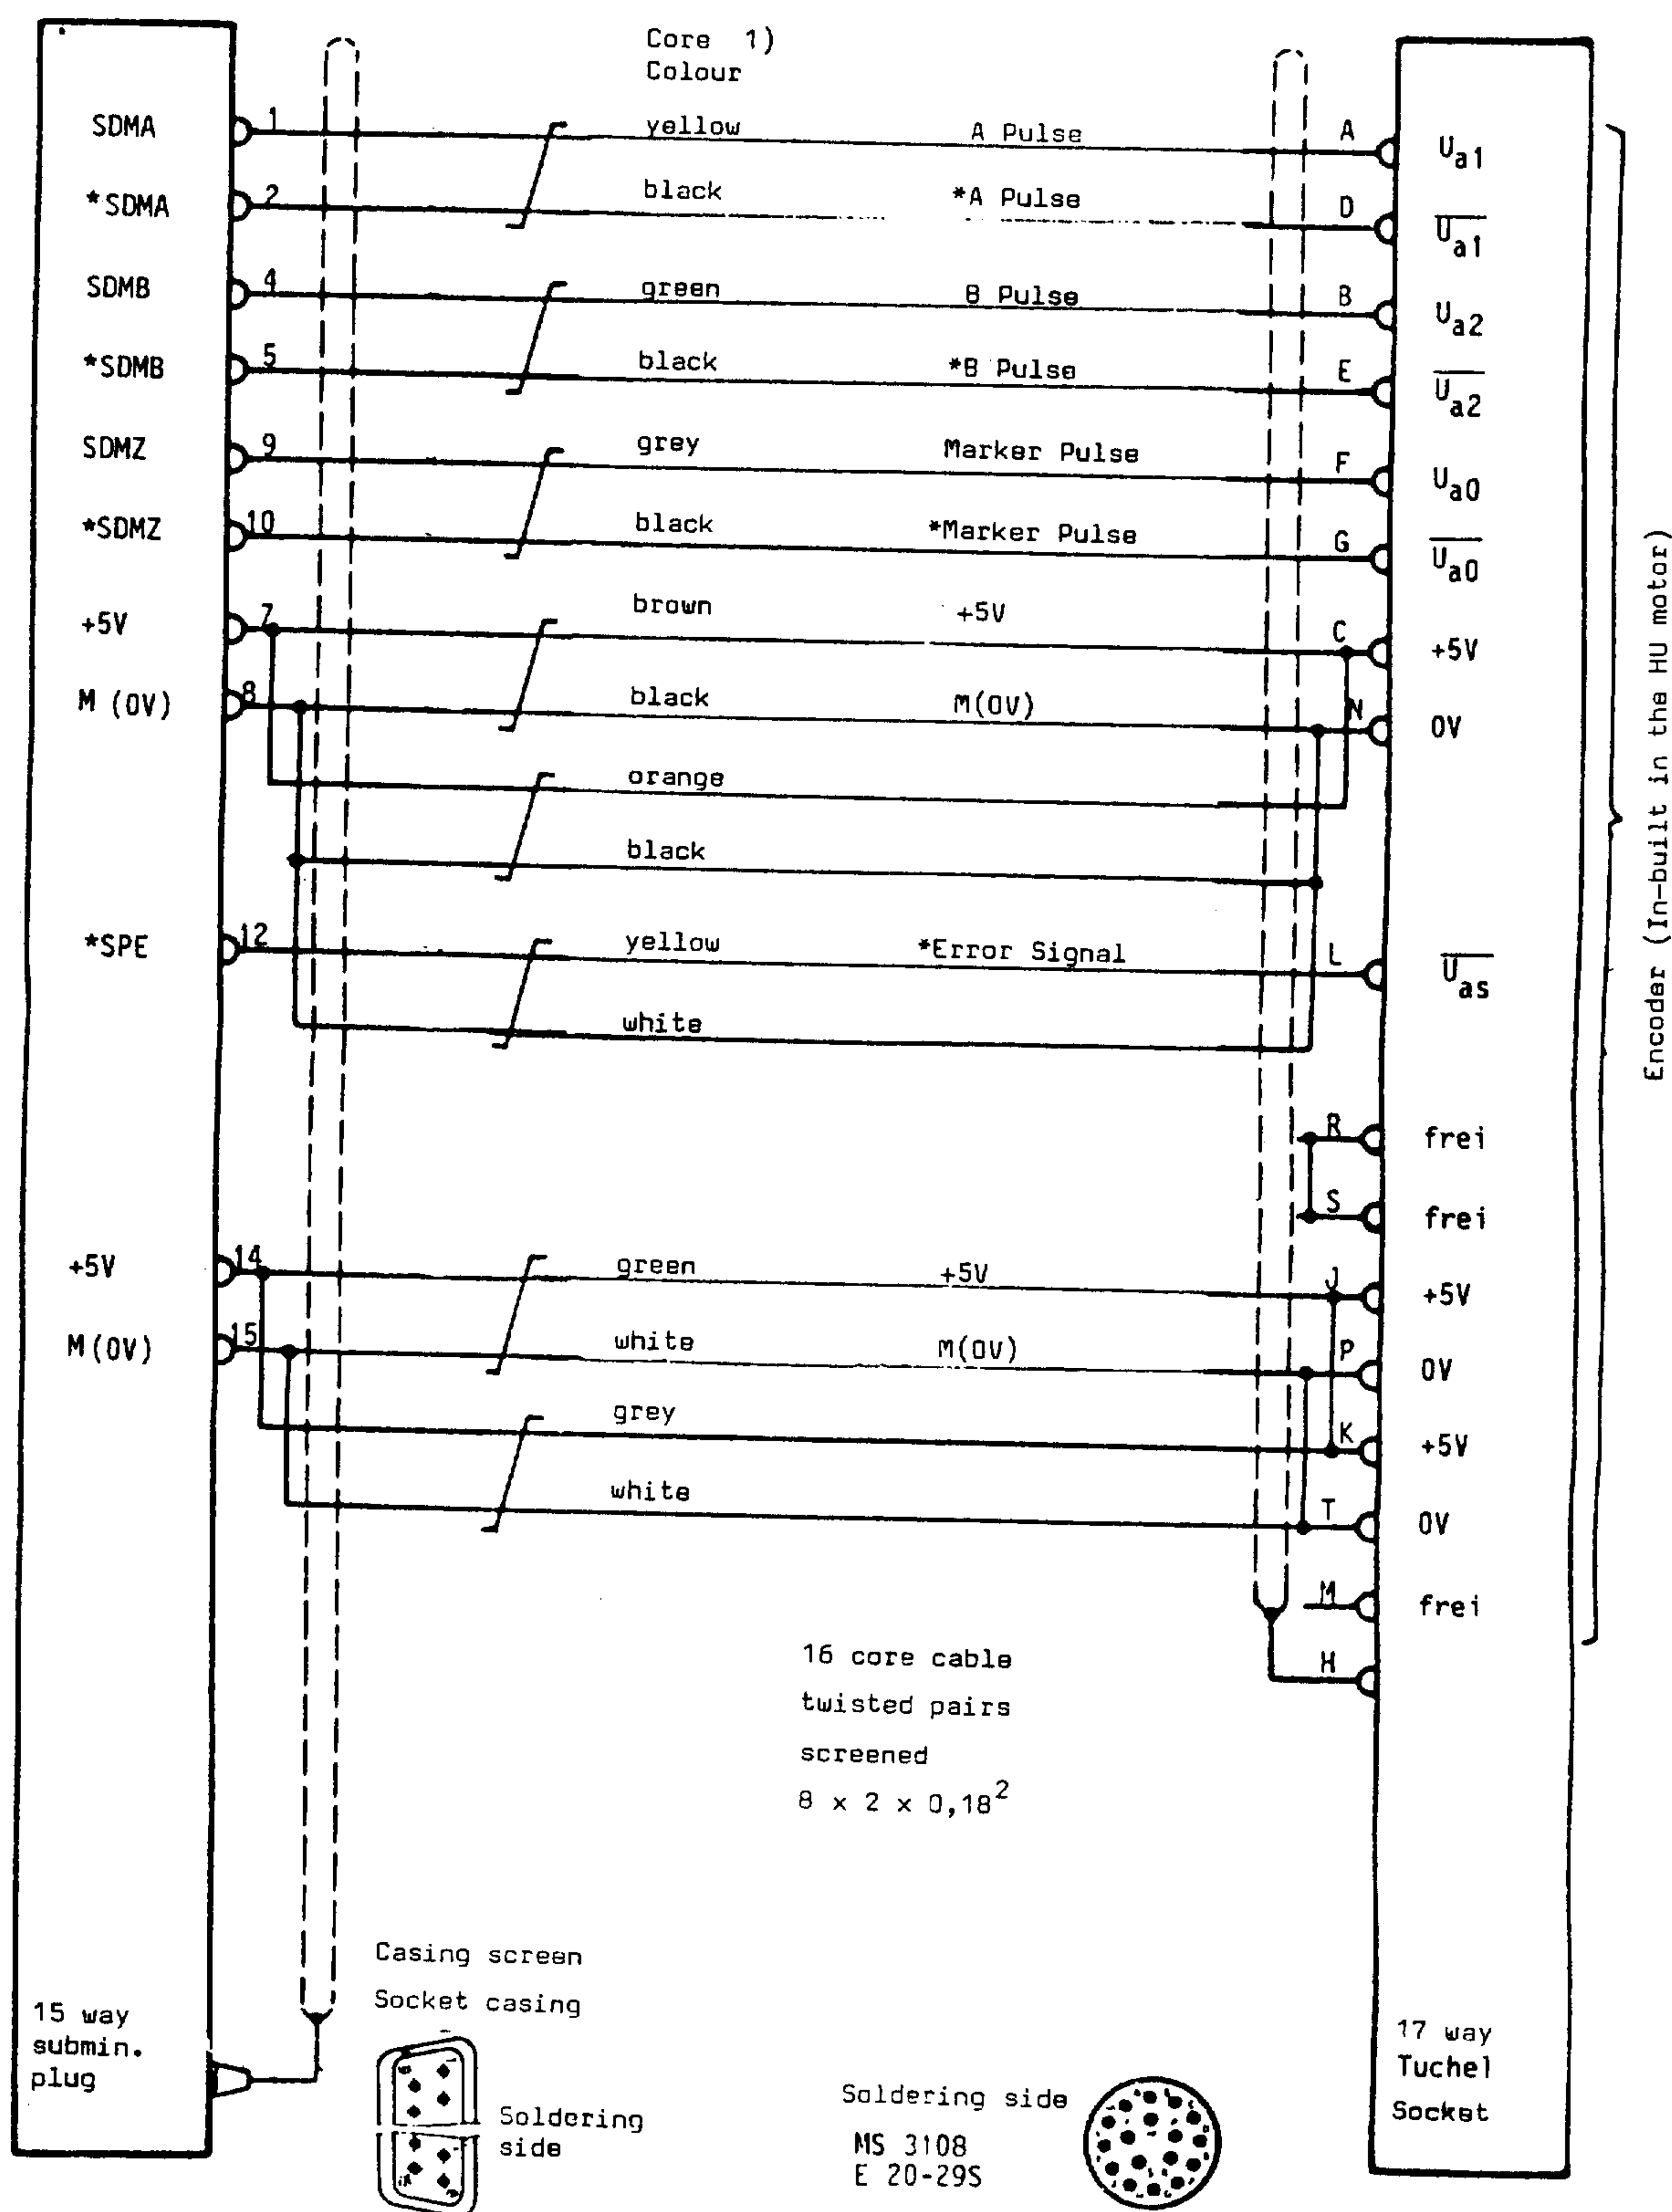 Core 1)
Colour
SDMA 1 yellow A Pulse A Ua1
*SDMA 2 black *A Pulse D U̅a1
SDMB 4 green B Pulse B Ua2
*SDMB 5 black *B Pulse E U̅a2
SDMZ 9 grey Marker Pulse F Ua0
*SDMZ 10 black *Marker Pulse G U̅a0
+5V 7 brown +5V C +5V
M (0V) 8 black M(0V) N 0V
orange
black
*SPE 12 yellow *Error Signal L U̅as
white
R frei
S frei
+5V 14 green +5V J +5V
M(0V) 15 white M(0V) P 0V
grey K +5V
white T 0V
M frei
H
Encoder (In-built in the HU motor)
16 core cable
twisted pairs
screened
8 x 2 x 0,18²
Casing screen
Socket casing
15 way
submin.
plug
Soldering
side
Soldering side
MS 3108
E 20-29S
17 way
Tuchel
Socket